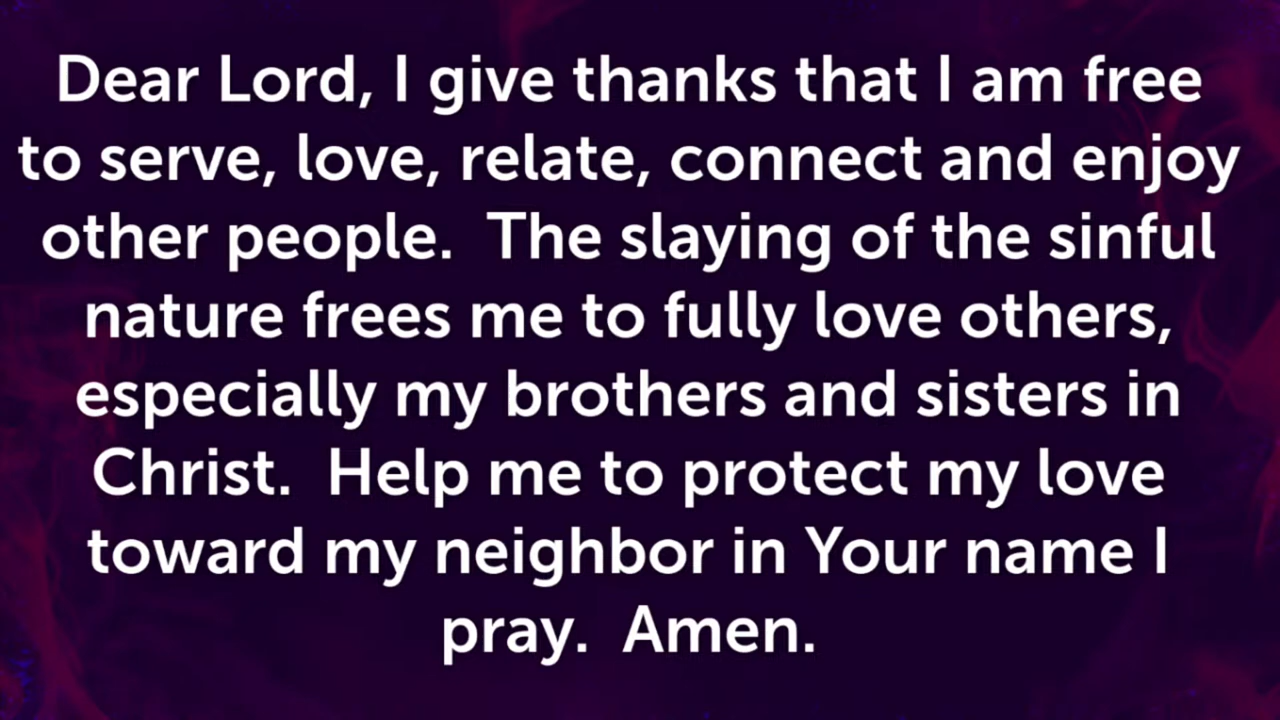 Dear Lord, I give thanks that I am free
to serve, love, relate, connect and enjoy
other people.  The slaying of the sinful
nature frees me to fully love others,
especially my brothers and sisters in
Christ.  Help me to protect my love
toward my neighbor in Your name I
pray.  Amen.